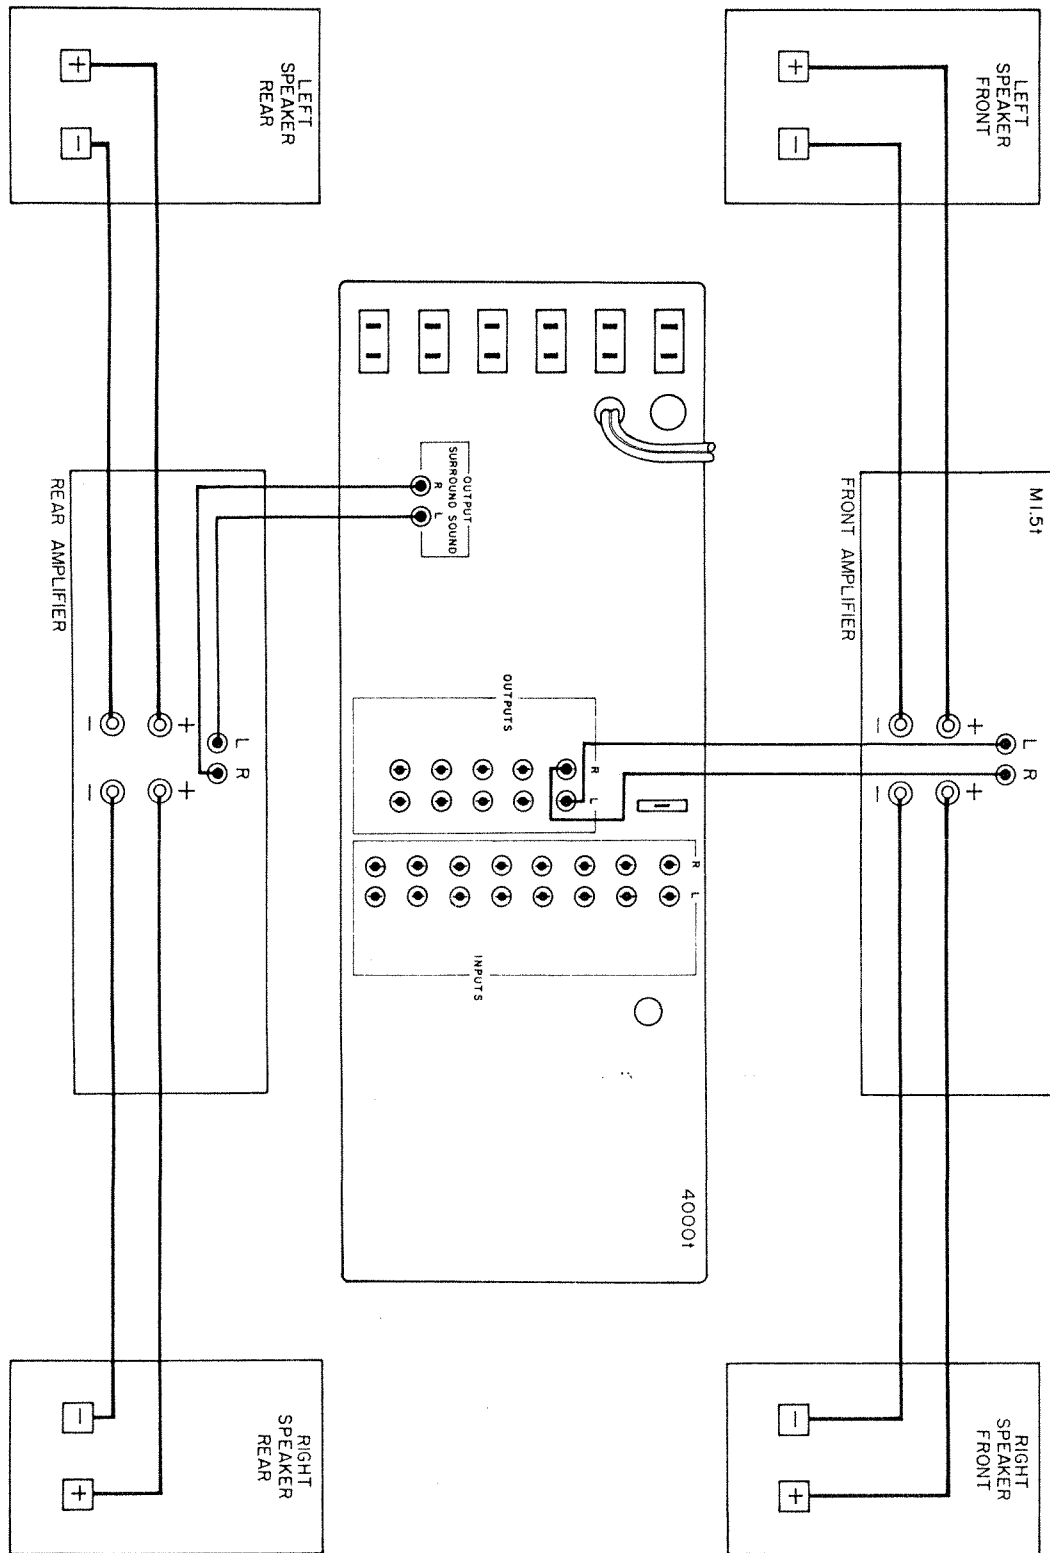 LEFT
SPEAKER
FRONT
+
−
M1.5t
FRONT AMPLIFIER
L
R
+
−
+
−
RIGHT
SPEAKER
FRONT
−
+
4000t
OUTPUT
SURROUND SOUND
R
L
OUTPUTS
R
L
R
L
INPUTS
LEFT
SPEAKER
REAR
+
−
REAR AMPLIFIER
L
R
+
−
+
−
RIGHT
SPEAKER
REAR
−
+